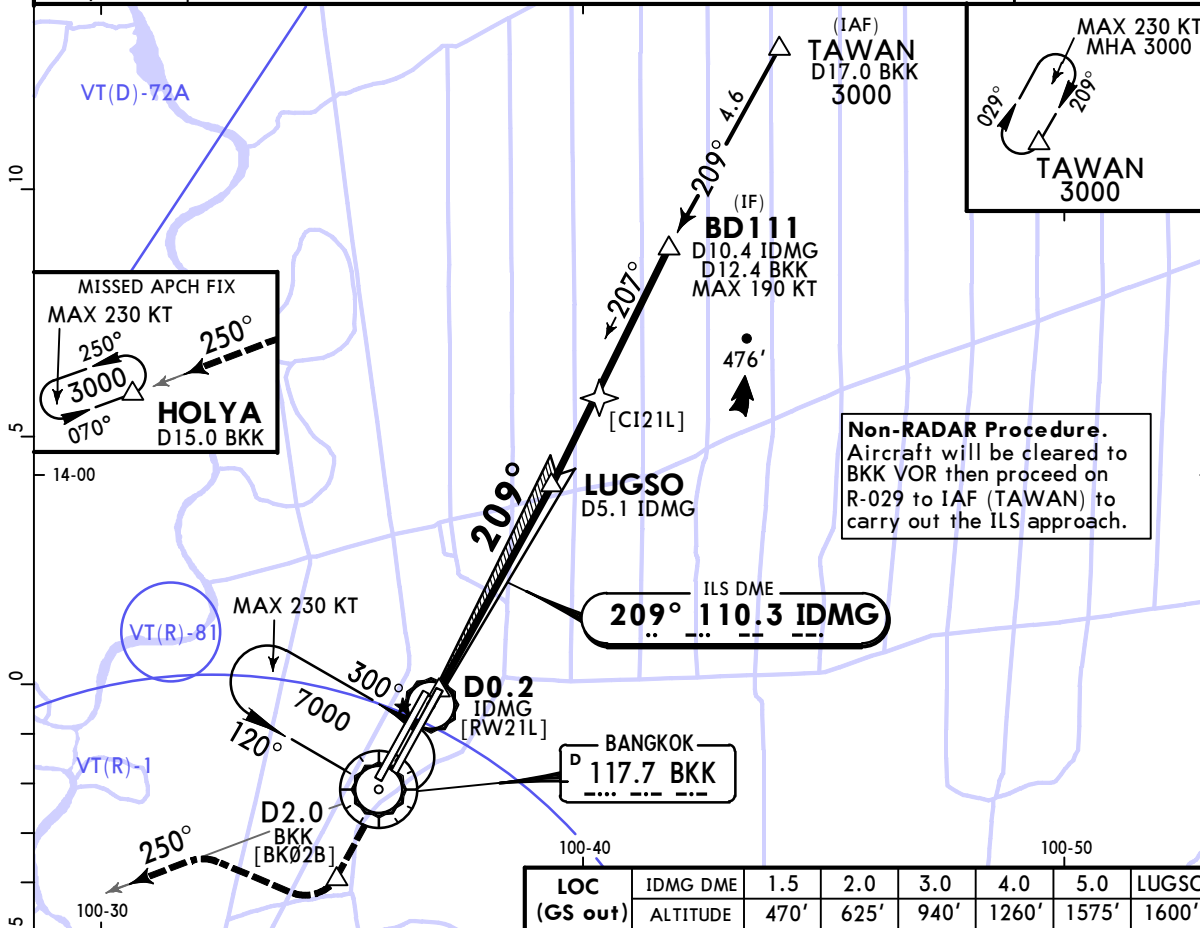 (IAF)
TAWAN
D17.0 BKK
3000
MAX 230 KT
MHA 3000
029°
209°
TAWAN
3000
VT(D)-72A
4.6
209°
(IF)
BD111
D10.4 IDMG
D12.4 BKK
MAX 190 KT
10
207°
476'
MISSED APCH FIX
MAX 230 KT
250°
250°
3000
070°
HOLYA
D15.0 BKK
[CI21L]
5
14-00
Non-RADAR Procedure.
Aircraft will be cleared to
BKK VOR then proceed on
R-029 to IAF (TAWAN) to
carry out the ILS approach.
LUGSO
D5.1 IDMG
209°
ILS DME
209° 110.3 IDMG
MAX 230 KT
VT(R)-81
0
300°
7000
120°
D0.2
IDMG
[RW21L]
BANGKOK
D 117.7 BKK
VT(R)-1
D2.0
BKK
[BKØ2B]
250°
100-30
5
100-40
100-50
LOC (GS out) IDMG DME 1.5 2.0 3.0 4.0 5.0 LUGSO
ALTITUDE 470' 625' 940' 1260' 1575' 1600'